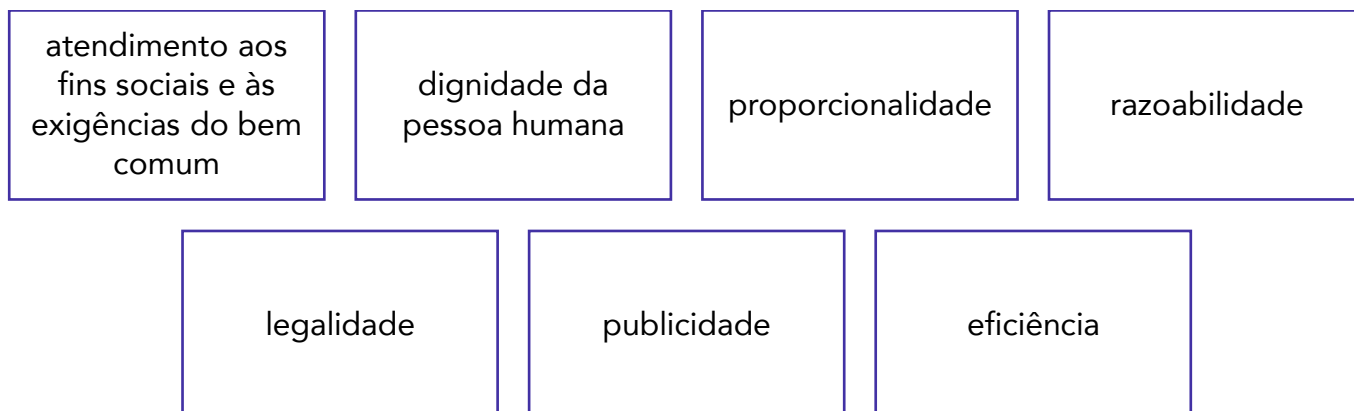 atendimento aos
fins sociais e às
exigências do bem
comum
dignidade da
pessoa humana
proporcionalidade
razoabilidade
legalidade
publicidade
eficiência